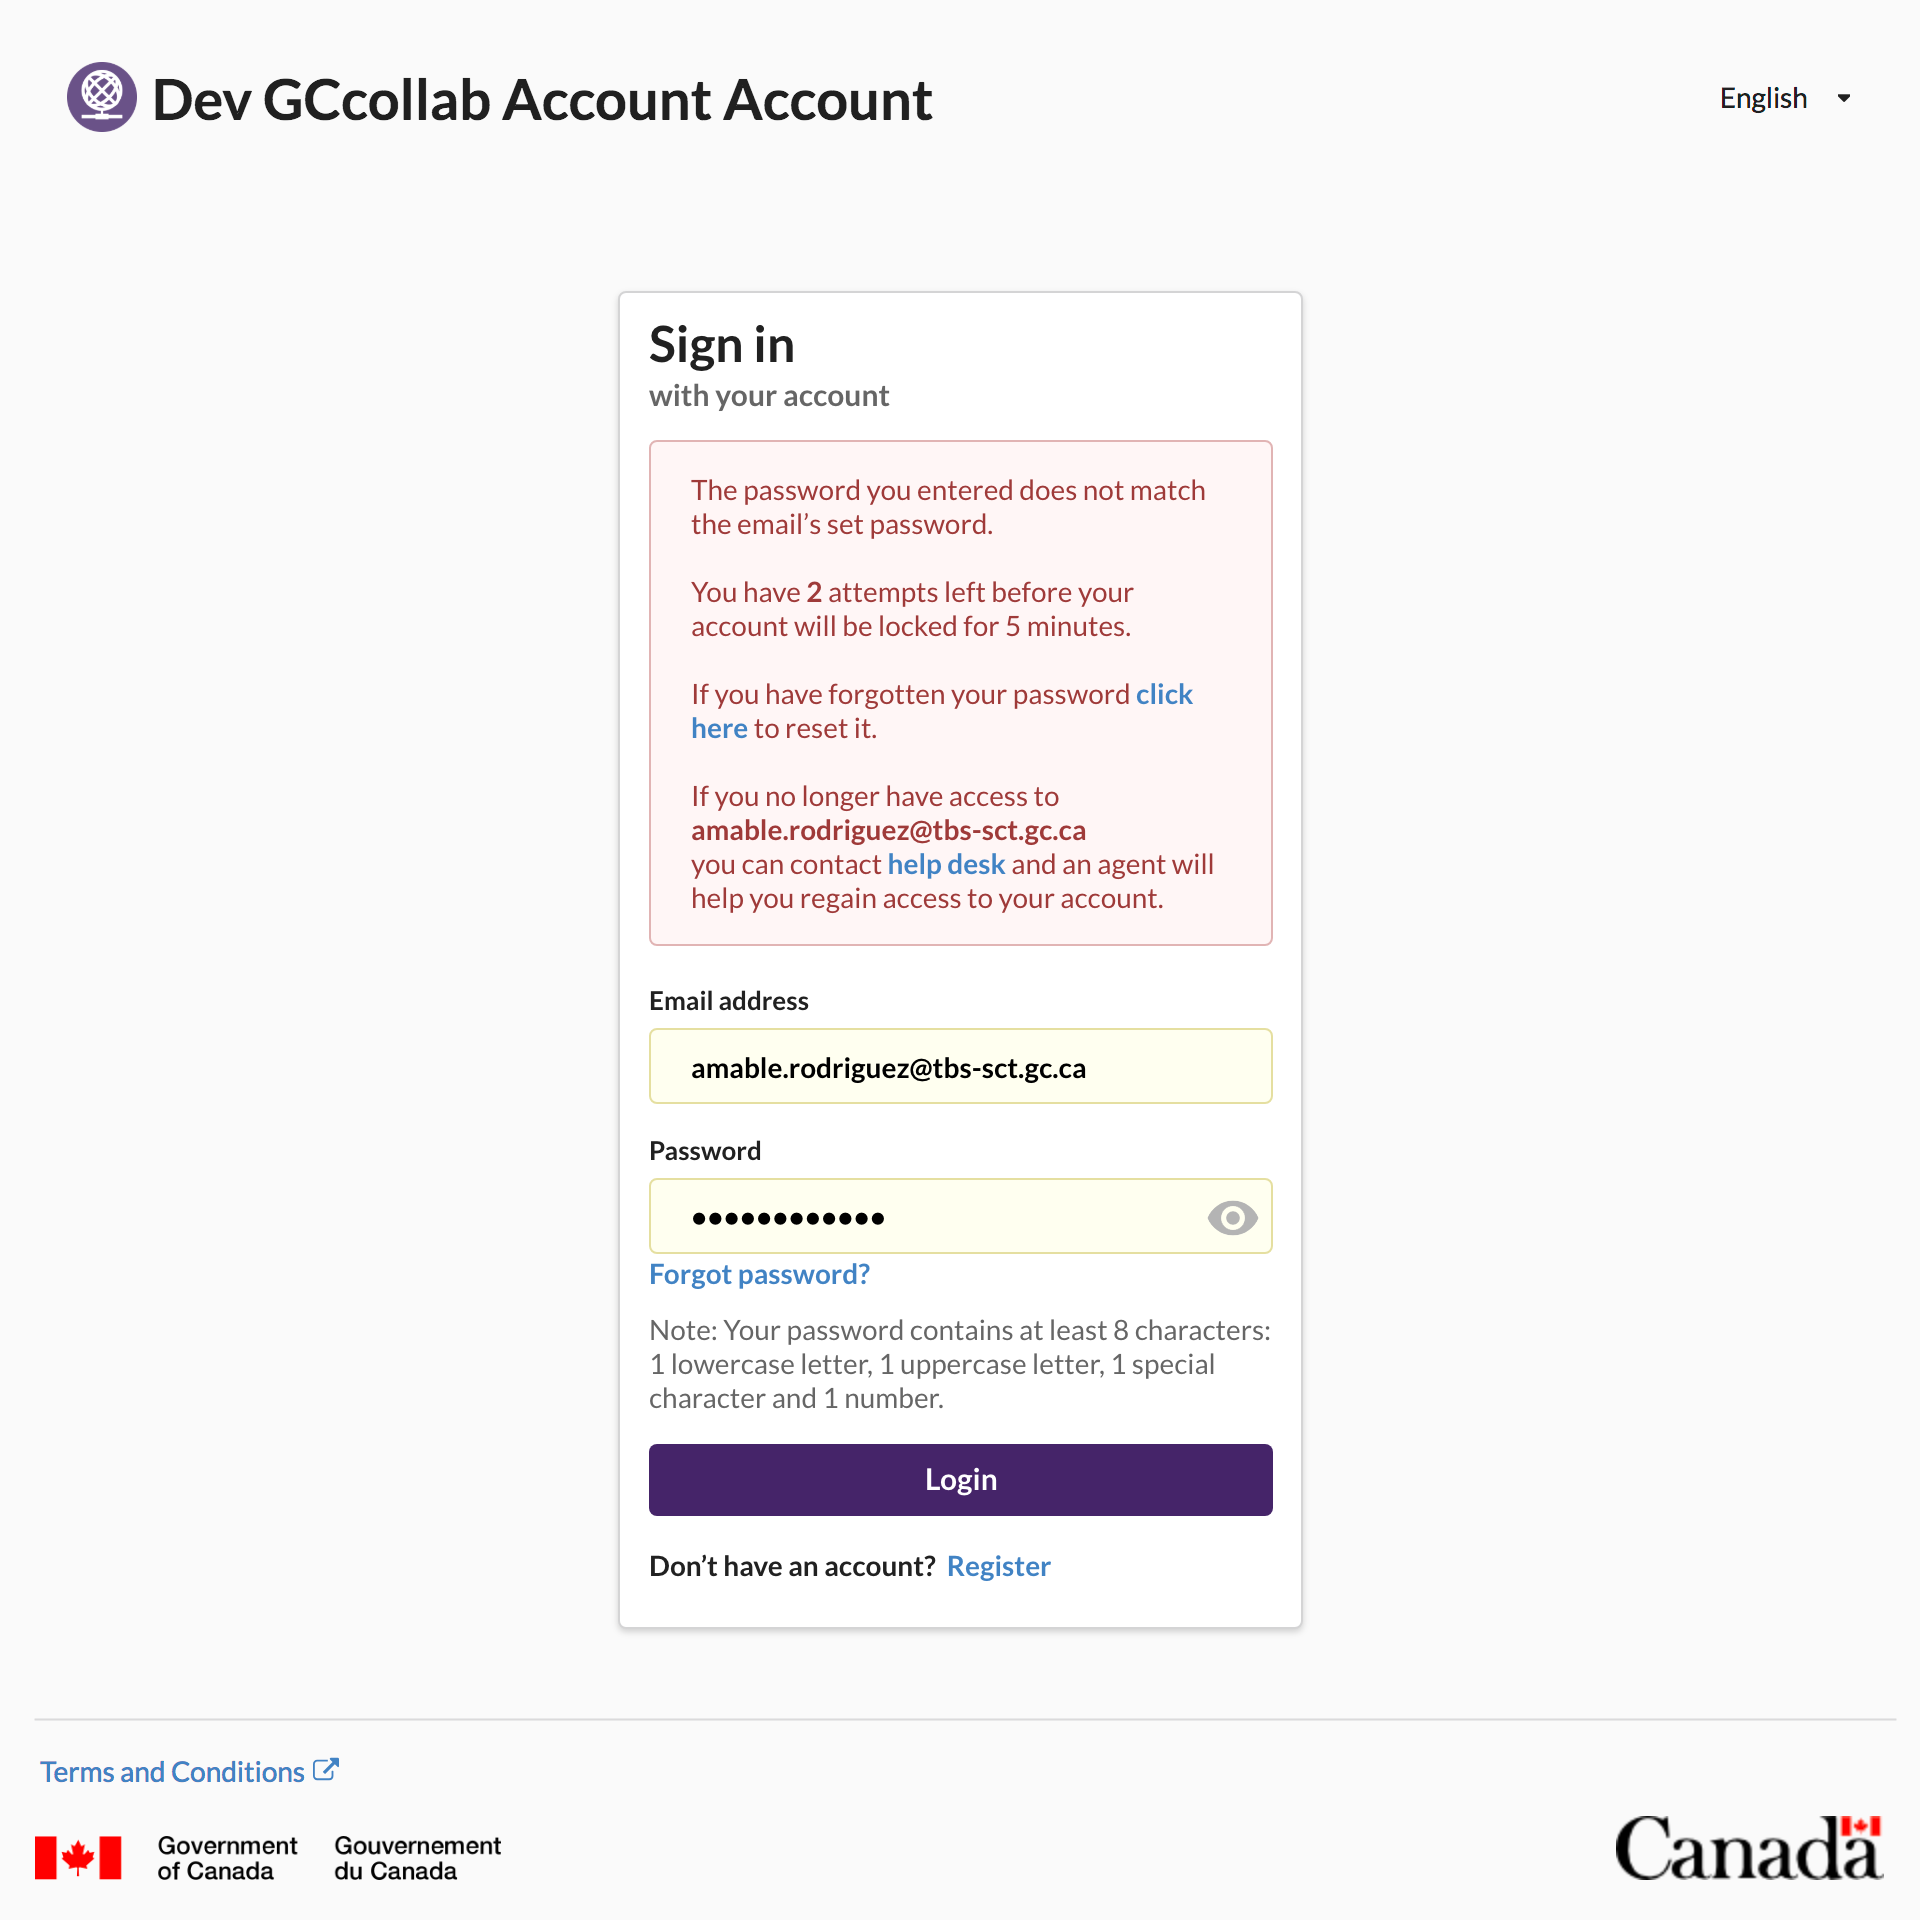 Dev GCcollab Account Account
English
Sign in
with your account
The password you entered does not match
the email’s set password.
You have 2 attempts left before your
account will be locked for 5 minutes.
If you have forgotten your password click
here to reset it.
If you no longer have access to
amable.rodriguez@tbs-sct.gc.ca
you can contact help desk and an agent will
help you regain access to your account.
Email address
amable.rodriguez@tbs-sct.gc.ca
Password
••••••••••••
Forgot password?
Note: Your password contains at least 8 characters:
1 lowercase letter, 1 uppercase letter, 1 special
character and 1 number.
Login
Don’t have an account? Register
Terms and Conditions
Government
of Canada
Gouvernement
du Canada
Canada